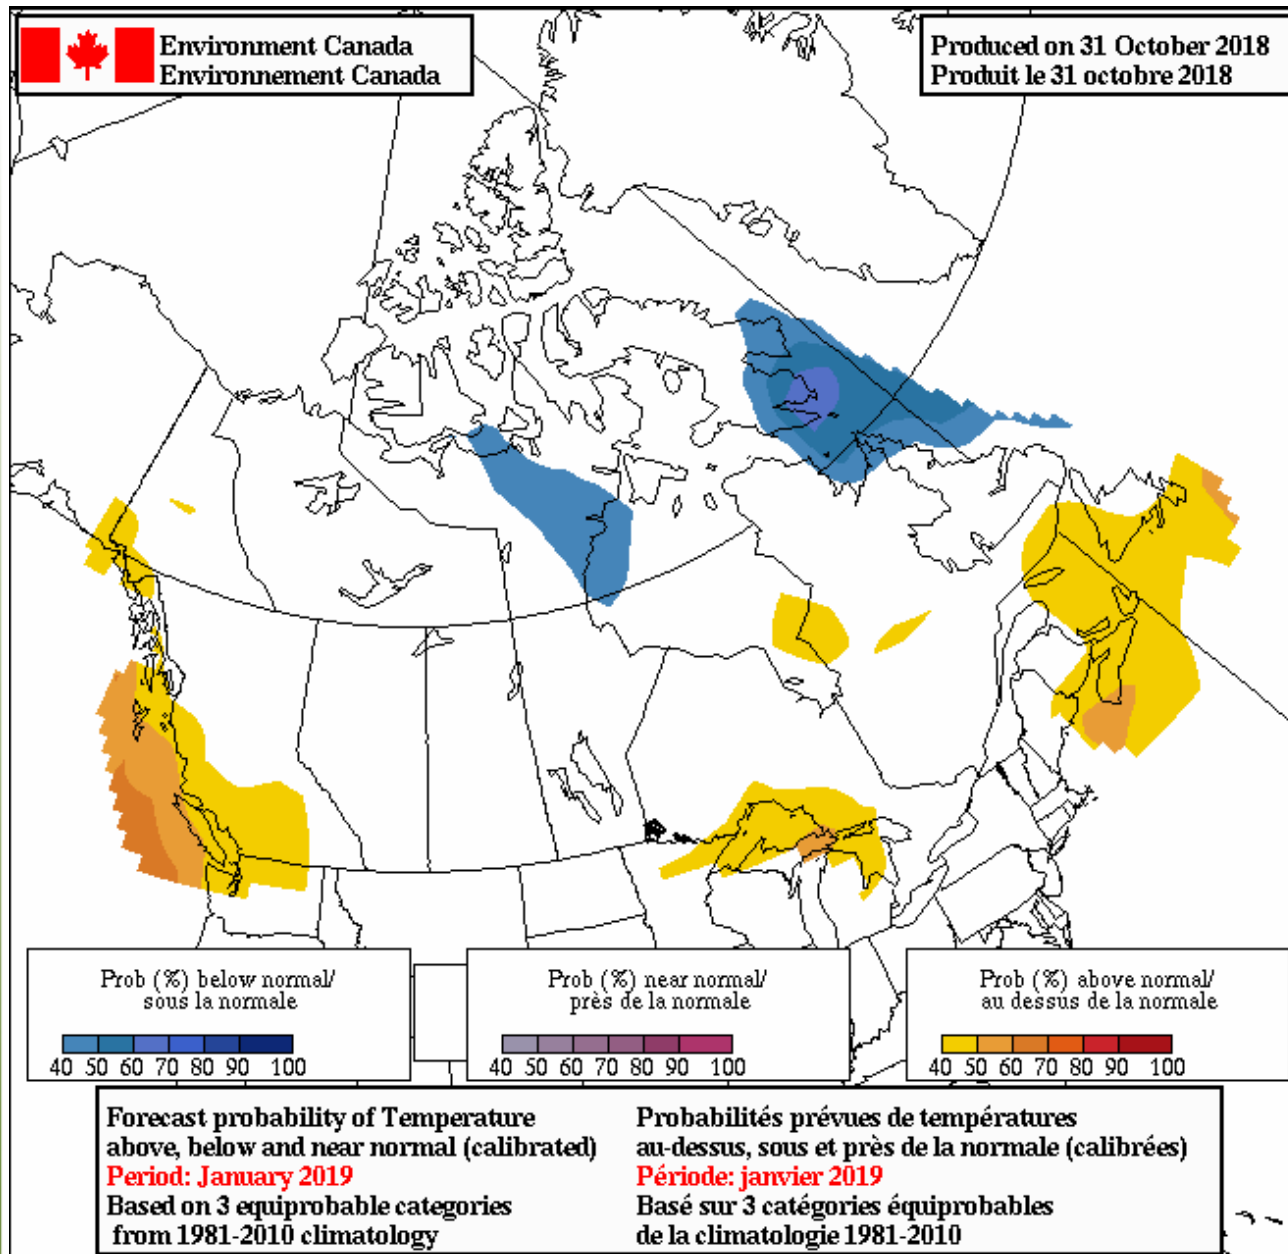 Environment Canada
Environnement Canada
Produced on 31 October 2018
Produit le 31 octobre 2018
Prob (%) below normal/
sous la normale
40 50 60 70 80 90 100
Prob (%) near normal/
près de la normale
40 50 60 70 80 90 100
Prob (%) above normal/
au dessus de la normale
40 50 60 70 80 90 100
Forecast probability of Temperature
above, below and near normal (calibrated)
Period: January 2019
Based on 3 equiprobable categories
from 1981-2010 climatology
Probabilités prévues de températures
au-dessus, sous et près de la normale (calibrées)
Période: janvier 2019
Basé sur 3 catégories équiprobables
de la climatologie 1981-2010